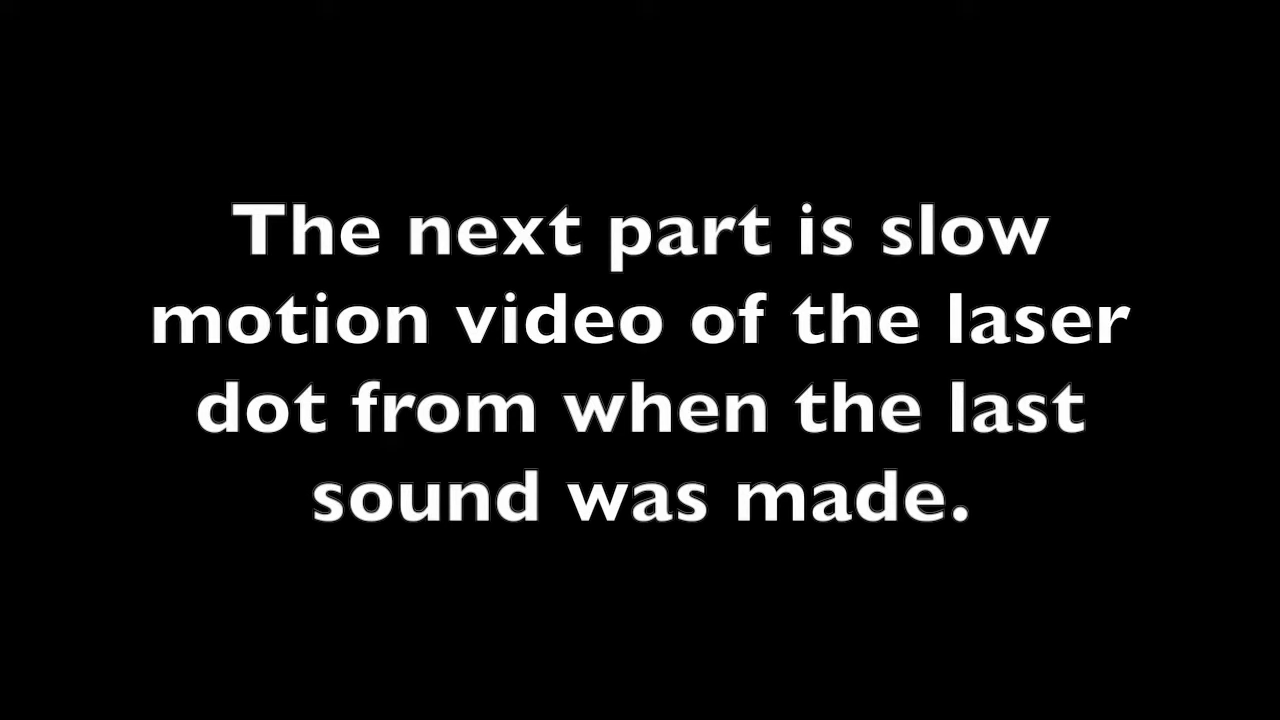 The next part is slow
motion video of the laser
dot from when the last
sound was made.